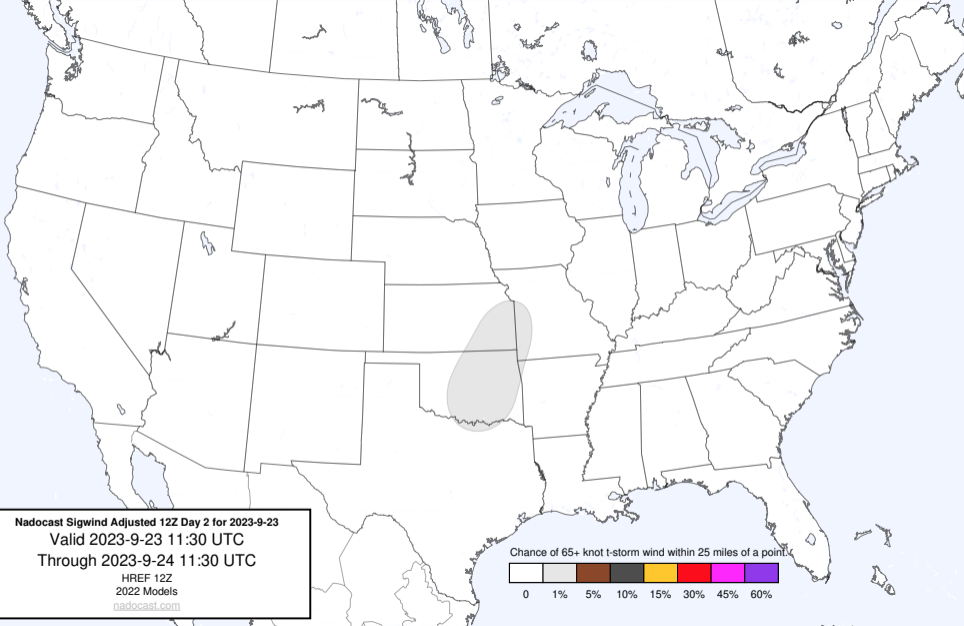 Nadocast Sigwind Adjusted 12Z Day 2 for 2023-9-23
Valid 2023-9-23 11:30 UTC
Through 2023-9-24 11:30 UTC
HREF 12Z
2022 Models
nadocast.com
Chance of 65+ knot t-storm wind within 25 miles of a point.
0 1% 5% 10% 15% 30% 45% 60%